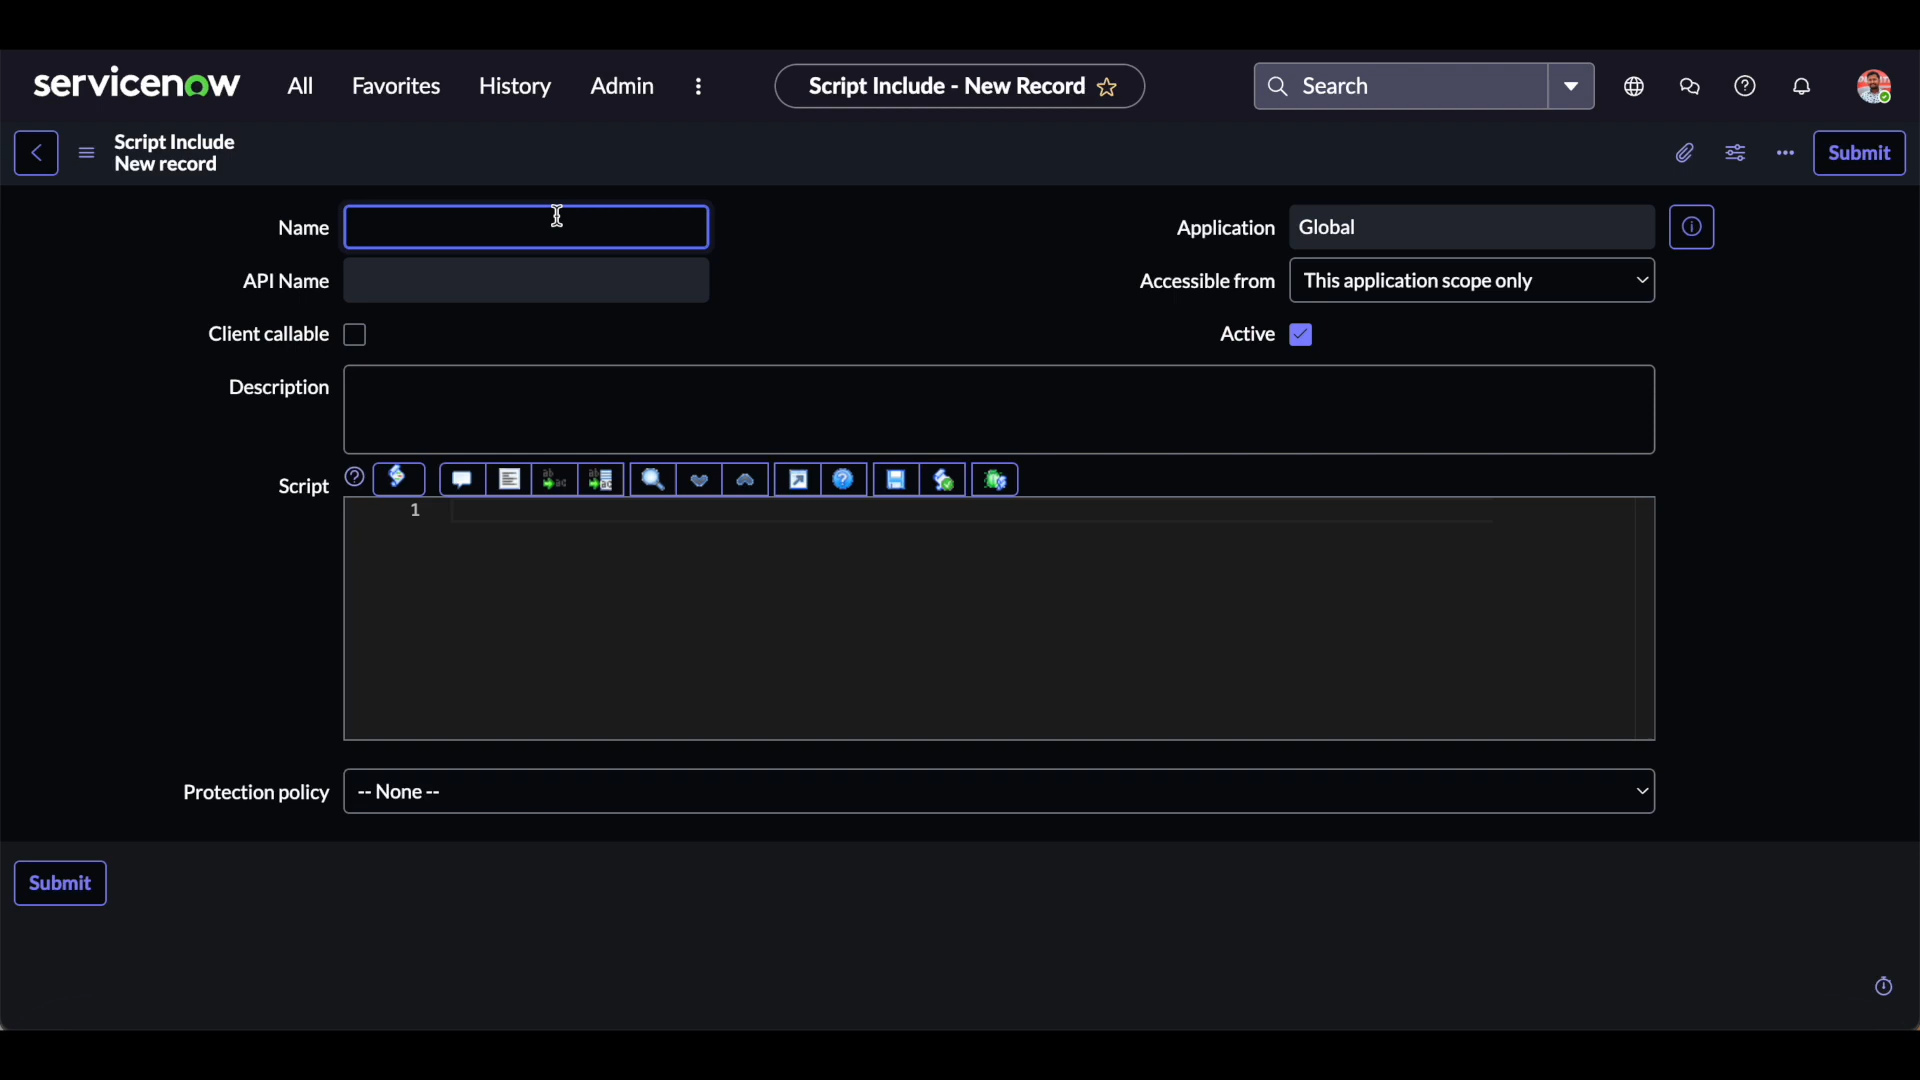 servicenow All Favorites History Admin Script Include - New Record Search
Script Include
New record
Submit
Name
Application Global
API Name
Accessible from This application scope only
Client callable
Active
Description
Script
1
Protection policy -- None --
Submit